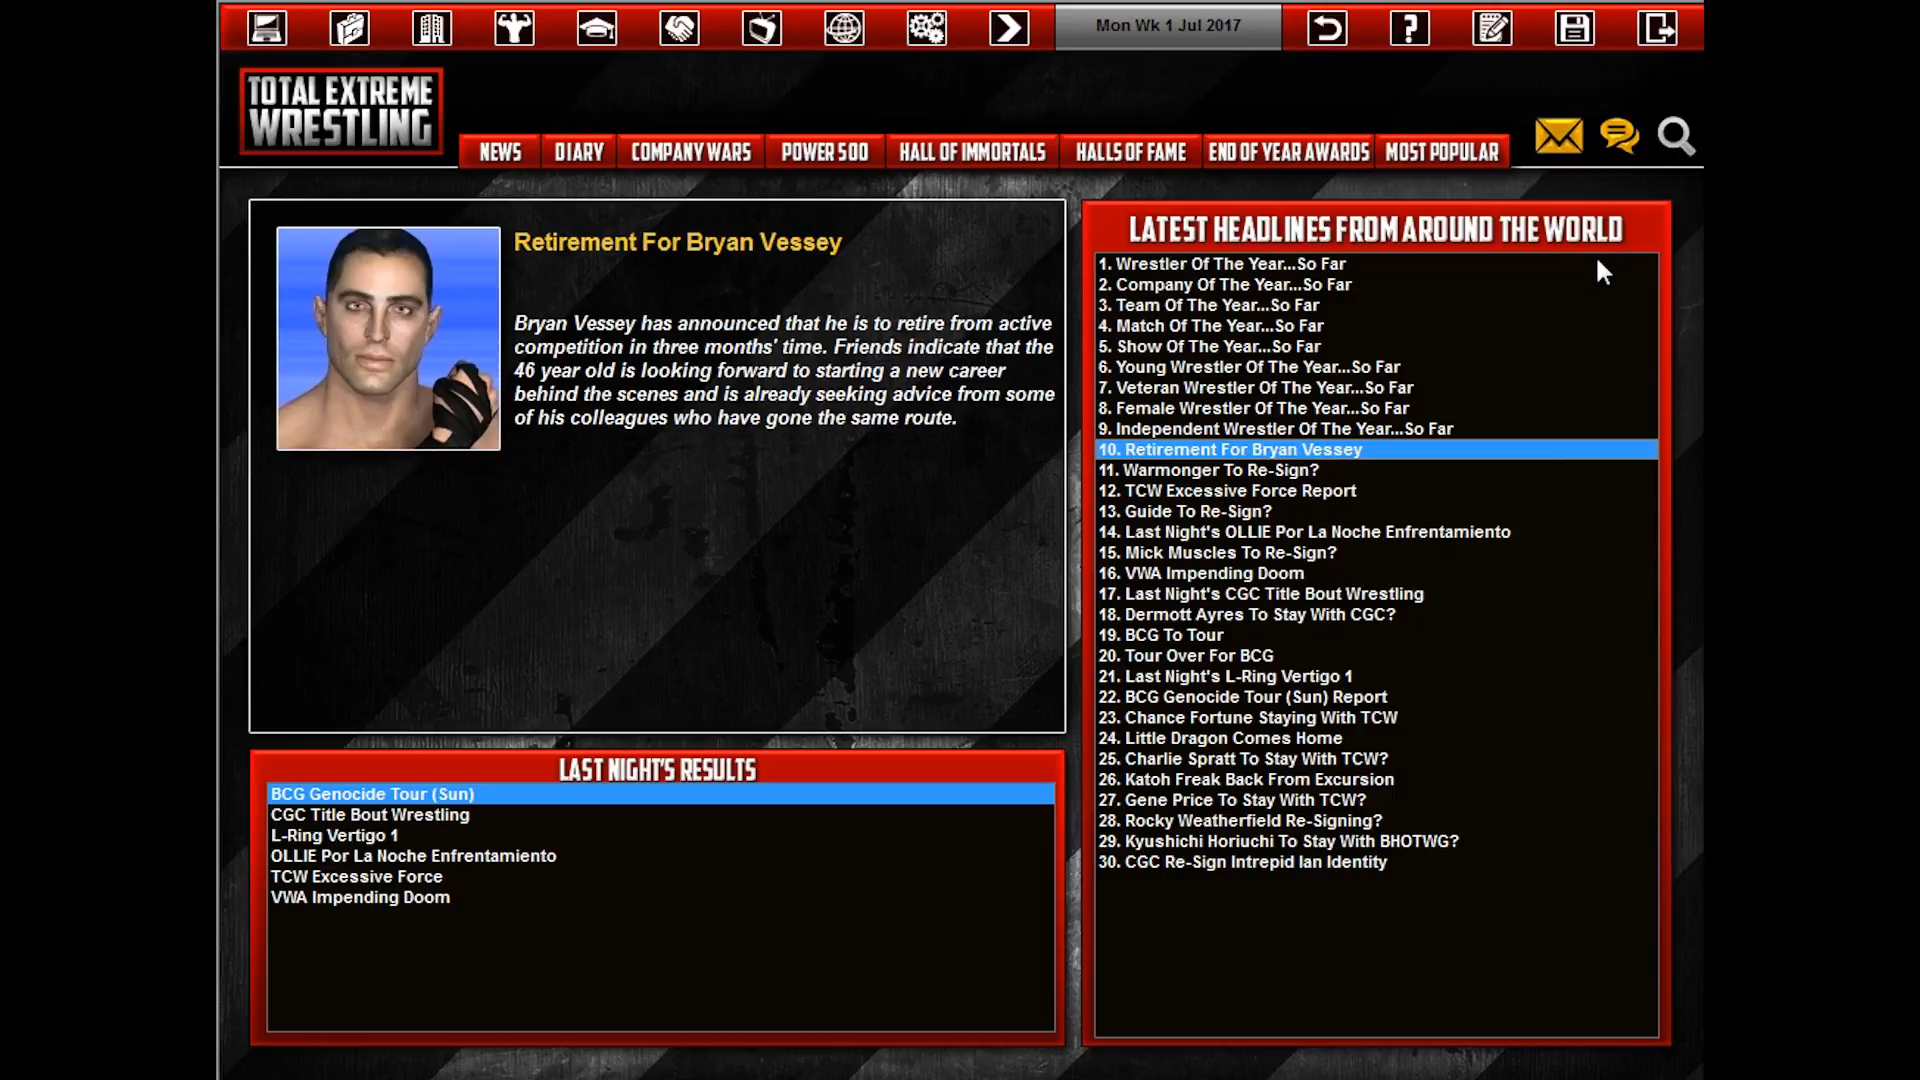 Mon Wk 1 Jul 2017
?
TOTAL EXTREME
WRESTLING
NEWS
DIARY
COMPANY WARS
POWER 500
HALL OF IMMORTALS
HALLS OF FAME
END OF YEAR AWARDS
MOST POPULAR
Retirement For Bryan Vessey
Bryan Vessey has announced that he is to retire from active
competition in three months' time. Friends indicate that the
46 year old is looking forward to starting a new career
behind the scenes and is already seeking advice from some
of his colleagues who have gone the same route.
LATEST HEADLINES FROM AROUND THE WORLD
1. Wrestler Of The Year...So Far
2. Company Of The Year...So Far
3. Team Of The Year...So Far
4. Match Of The Year...So Far
5. Show Of The Year...So Far
6. Young Wrestler Of The Year...So Far
7. Veteran Wrestler Of The Year...So Far
8. Female Wrestler Of The Year...So Far
9. Independent Wrestler Of The Year...So Far
10. Retirement For Bryan Vessey
11. Warmonger To Re-Sign?
12. TCW Excessive Force Report
13. Guide To Re-Sign?
14. Last Night's OLLIE Por La Noche Enfrentamiento
15. Mick Muscles To Re-Sign?
16. VWA Impending Doom
17. Last Night's CGC Title Bout Wrestling
18. Dermott Ayres To Stay With CGC?
19. BCG To Tour
20. Tour Over For BCG
21. Last Night's L-Ring Vertigo 1
22. BCG Genocide Tour (Sun) Report
23. Chance Fortune Staying With TCW
24. Little Dragon Comes Home
25. Charlie Spratt To Stay With TCW?
26. Katoh Freak Back From Excursion
27. Gene Price To Stay With TCW?
28. Rocky Weatherfield Re-Signing?
29. Kyushichi Horiuchi To Stay With BHOTWG?
30. CGC Re-Sign Intrepid Ian Identity
LAST NIGHT'S RESULTS
BCG Genocide Tour (Sun)
CGC Title Bout Wrestling
L-Ring Vertigo 1
OLLIE Por La Noche Enfrentamiento
TCW Excessive Force
VWA Impending Doom